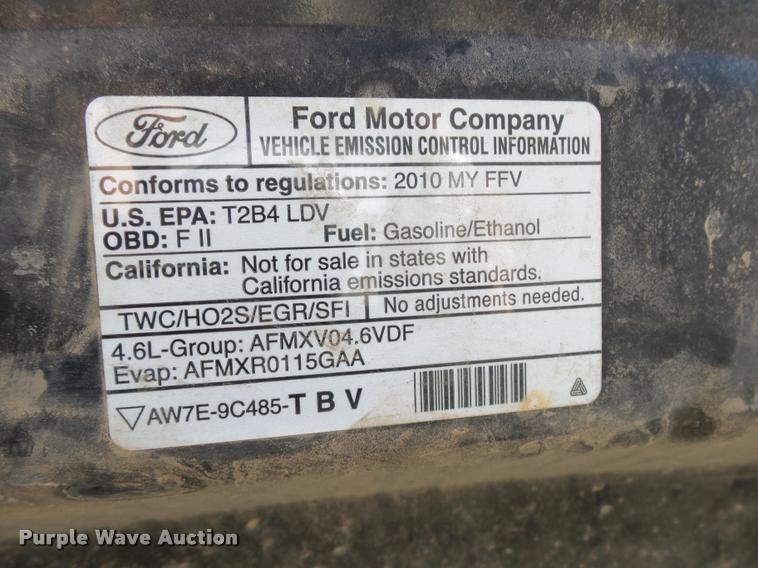 Ford
Ford Motor Company
VEHICLE EMISSION CONTROL INFORMATION
Conforms to regulations: 2010 MY FFV
U.S. EPA: T2B4 LDV
OBD: F II Fuel: Gasoline/Ethanol
California: Not for sale in states with
California emissions standards.
TWC/HO2S/EGR/SFI No adjustments needed.
4.6L-Group: AFMXV04.6VDF
Evap: AFMXR0115GAA
AW7E-9C485-T B V
Purple Wave Auction